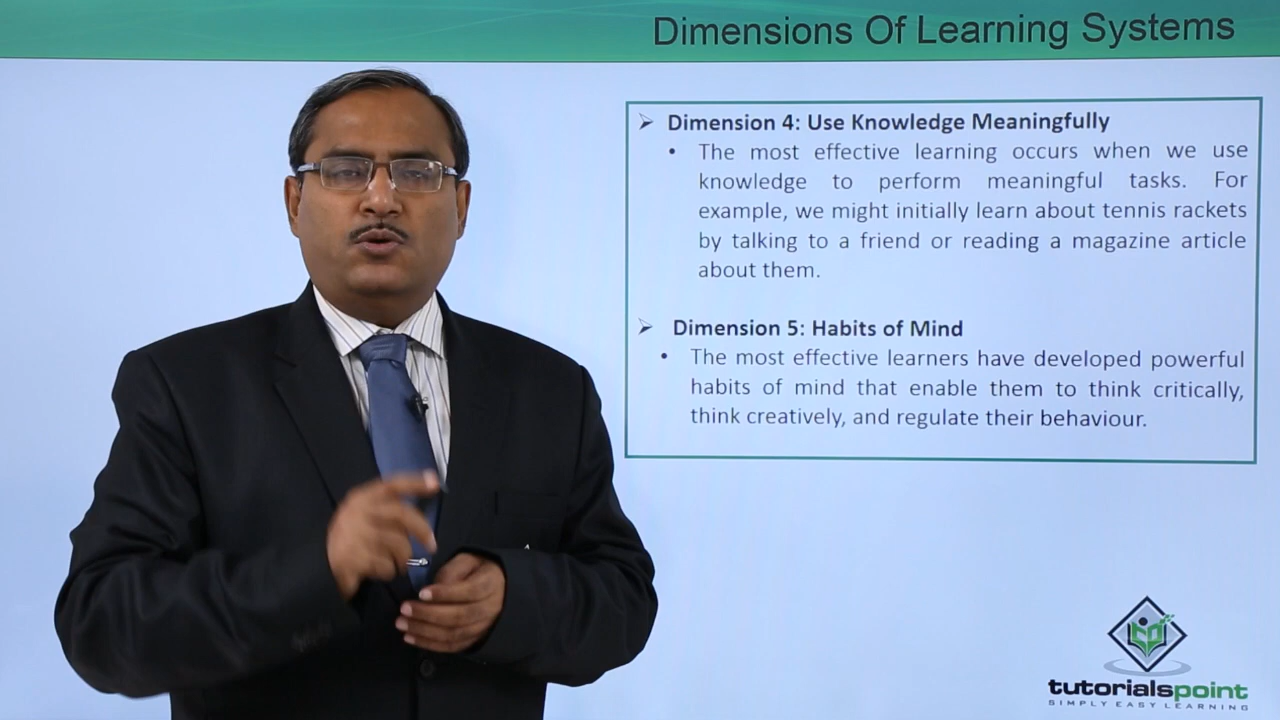 Dimensions Of Learning Systems
➢ Dimension 4: Use Knowledge Meaningfully
• The most effective learning occurs when we use
knowledge to perform meaningful tasks. For
example, we might initially learn about tennis rackets
by talking to a friend or reading a magazine article
about them.
➢ Dimension 5: Habits of Mind
• The most effective learners have developed powerful
habits of mind that enable them to think critically,
think creatively, and regulate their behaviour.
tutorialspoint
SIMPLY EASY LEARNING